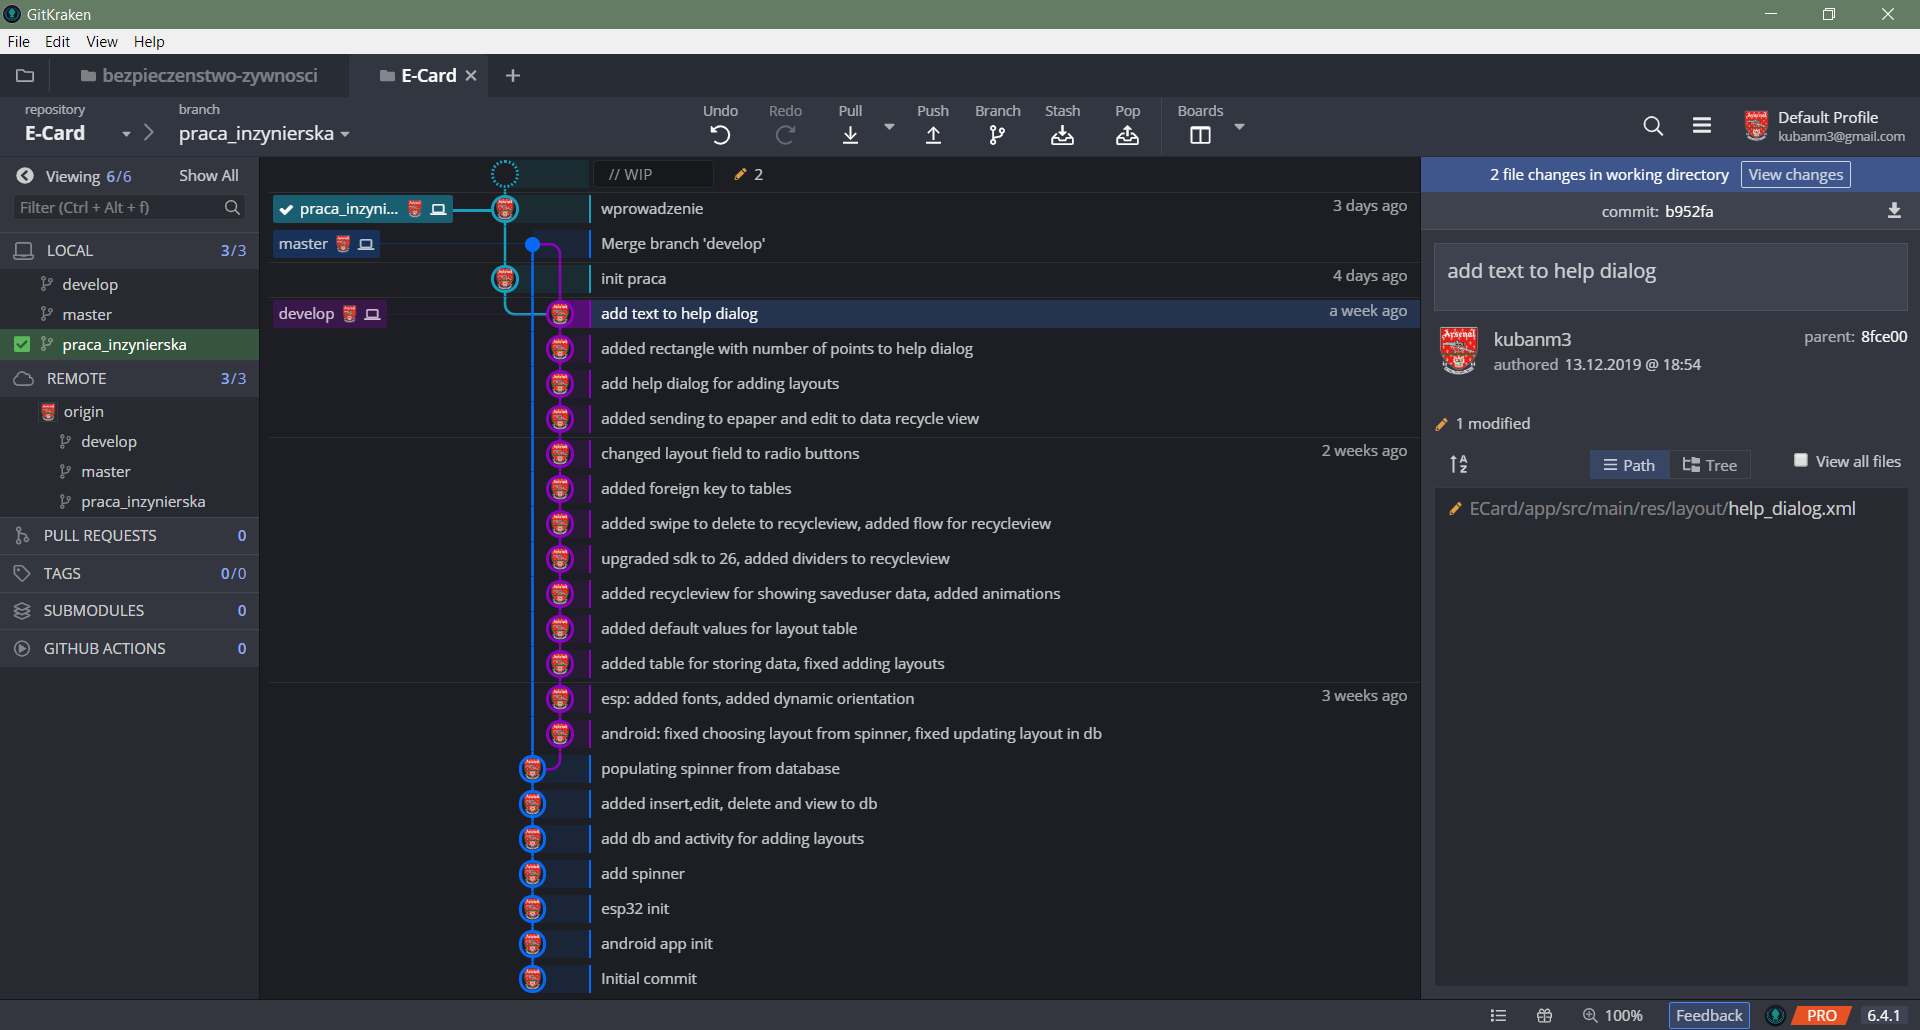 GitKraken
File Edit View Help
bezpieczenstwo-zywnosci E-Card
repository branch
E-Card praca_inzynierska
Undo Redo Pull Push Branch Stash Pop Boards
Default Profile
kubanm3@gmail.com
Viewing 6/6 Show All
Filter (Ctrl + Alt + f)
LOCAL 3/3
develop
master
praca_inzynierska
REMOTE 3/3
origin
develop
master
praca_inzynierska
PULL REQUESTS 0
TAGS 0/0
SUBMODULES 0
GITHUB ACTIONS 0
// WIP 2
praca_inzyni... wprowadzenie 3 days ago
master Merge branch 'develop'
init praca 4 days ago
develop add text to help dialog a week ago
added rectangle with number of points to help dialog
add help dialog for adding layouts
added sending to epaper and edit to data recycle view
changed layout field to radio buttons 2 weeks ago
added foreign key to tables
added swipe to delete to recycleview, added flow for recycleview
upgraded sdk to 26, added dividers to recycleview
added recycleview for showing saveduser data, added animations
added default values for layout table
added table for storing data, fixed adding layouts
esp: added fonts, added dynamic orientation 3 weeks ago
android: fixed choosing layout from spinner, fixed updating layout in db
populating spinner from database
added insert,edit, delete and view to db
add db and activity for adding layouts
add spinner
esp32 init
android app init
Initial commit
2 file changes in working directory View changes
commit: b952fa
add text to help dialog
kubanm3 parent: 8fce00
authored 13.12.2019 @ 18:54
1 modified
Path Tree View all files
ECard/app/src/main/res/layout/help_dialog.xml
100% Feedback PRO 6.4.1